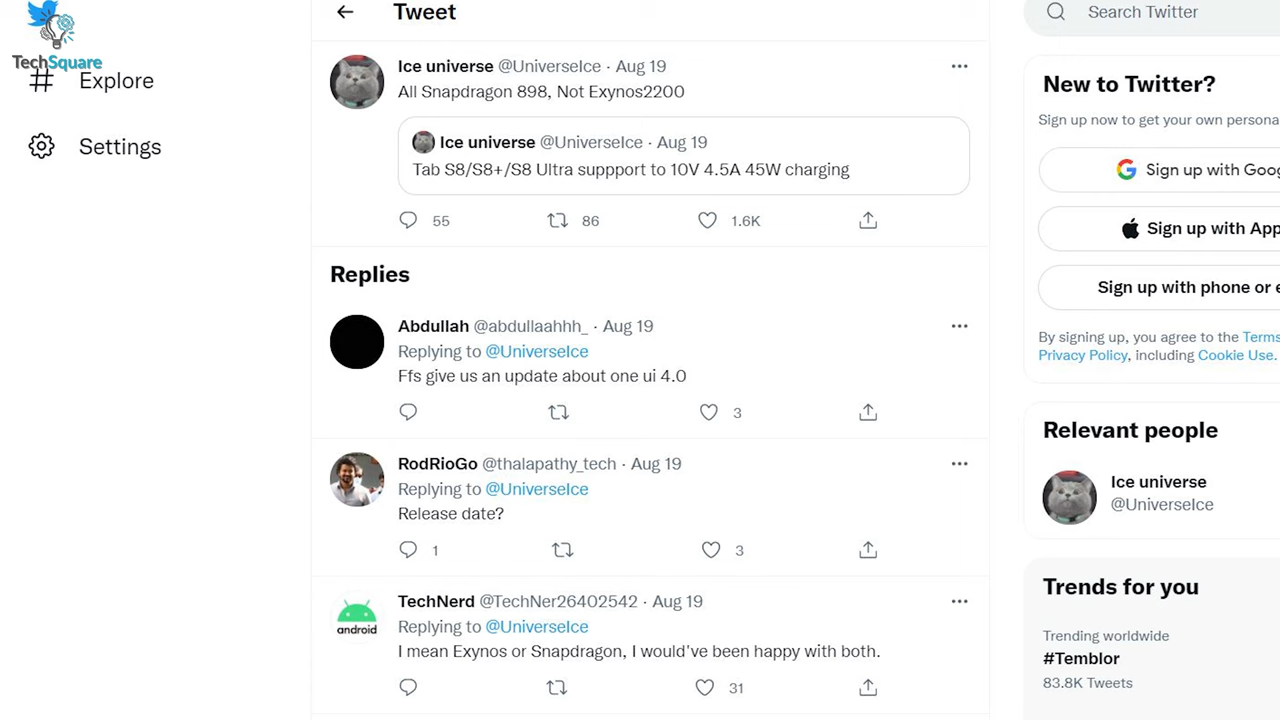 TechSquare
Explore
Settings
Tweet
Ice universe @UniverseIce · Aug 19
All Snapdragon 898, Not Exynos2200
Ice universe @UniverseIce · Aug 19
Tab S8/S8+/S8 Ultra suppport to 10V 4.5A 45W charging
55 86 1.6K
Replies
Abdullah @abdullaahhh_ · Aug 19
Replying to @UniverseIce
Ffs give us an update about one ui 4.0
3
RodRioGo @thalapathy_tech · Aug 19
Replying to @UniverseIce
Release date?
1 3
android
TechNerd @TechNer26402542 · Aug 19
Replying to @UniverseIce
I mean Exynos or Snapdragon, I would've been happy with both.
31
Search Twitter
New to Twitter?
Sign up now to get your own persona
Sign up with Goog
Sign up with App
Sign up with phone or e
By signing up, you agree to the Terms
Privacy Policy, including Cookie Use.
Relevant people
Ice universe
@UniverseIce
Trends for you
Trending worldwide
#Temblor
83.8K Tweets